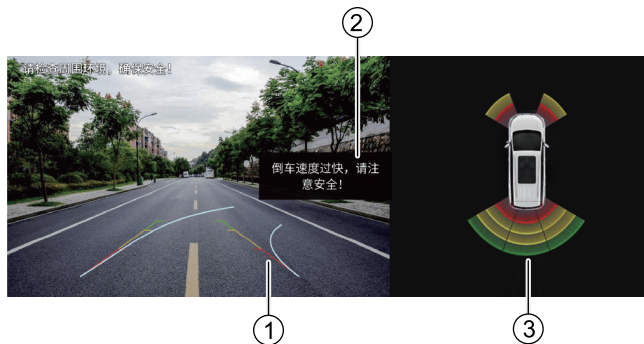 ②
请检查周围环境，确保安全！
倒车速度过快，请注
意安全！
①
③